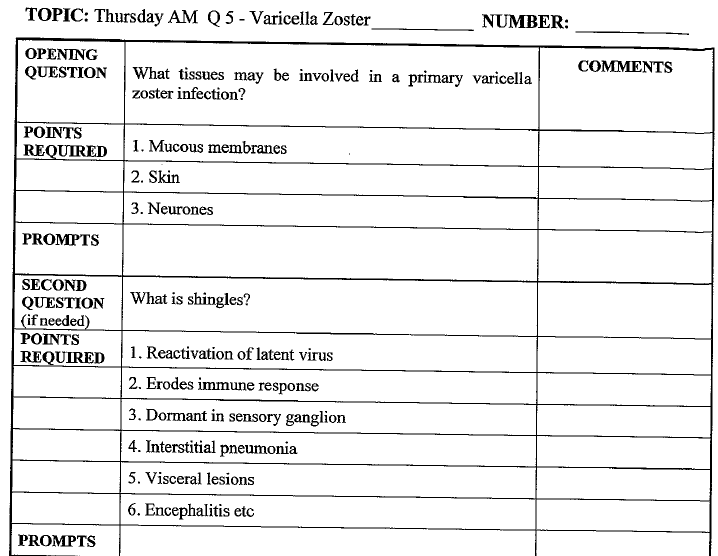 TOPIC: Thursday AM Q 5 - Varicella Zoster__________ NUMBER: ___________
OPENING QUESTION
What tissues may be involved in a primary varicella
zoster infection?
COMMENTS
POINTS REQUIRED
1. Mucous membranes
2. Skin
3. Neurones
PROMPTS
SECOND QUESTION (if needed)
What is shingles?
POINTS REQUIRED
1. Reactivation of latent virus
2. Erodes immune response
3. Dormant in sensory ganglion
4. Interstitial pneumonia
5. Visceral lesions
6. Encephalitis etc
PROMPTS